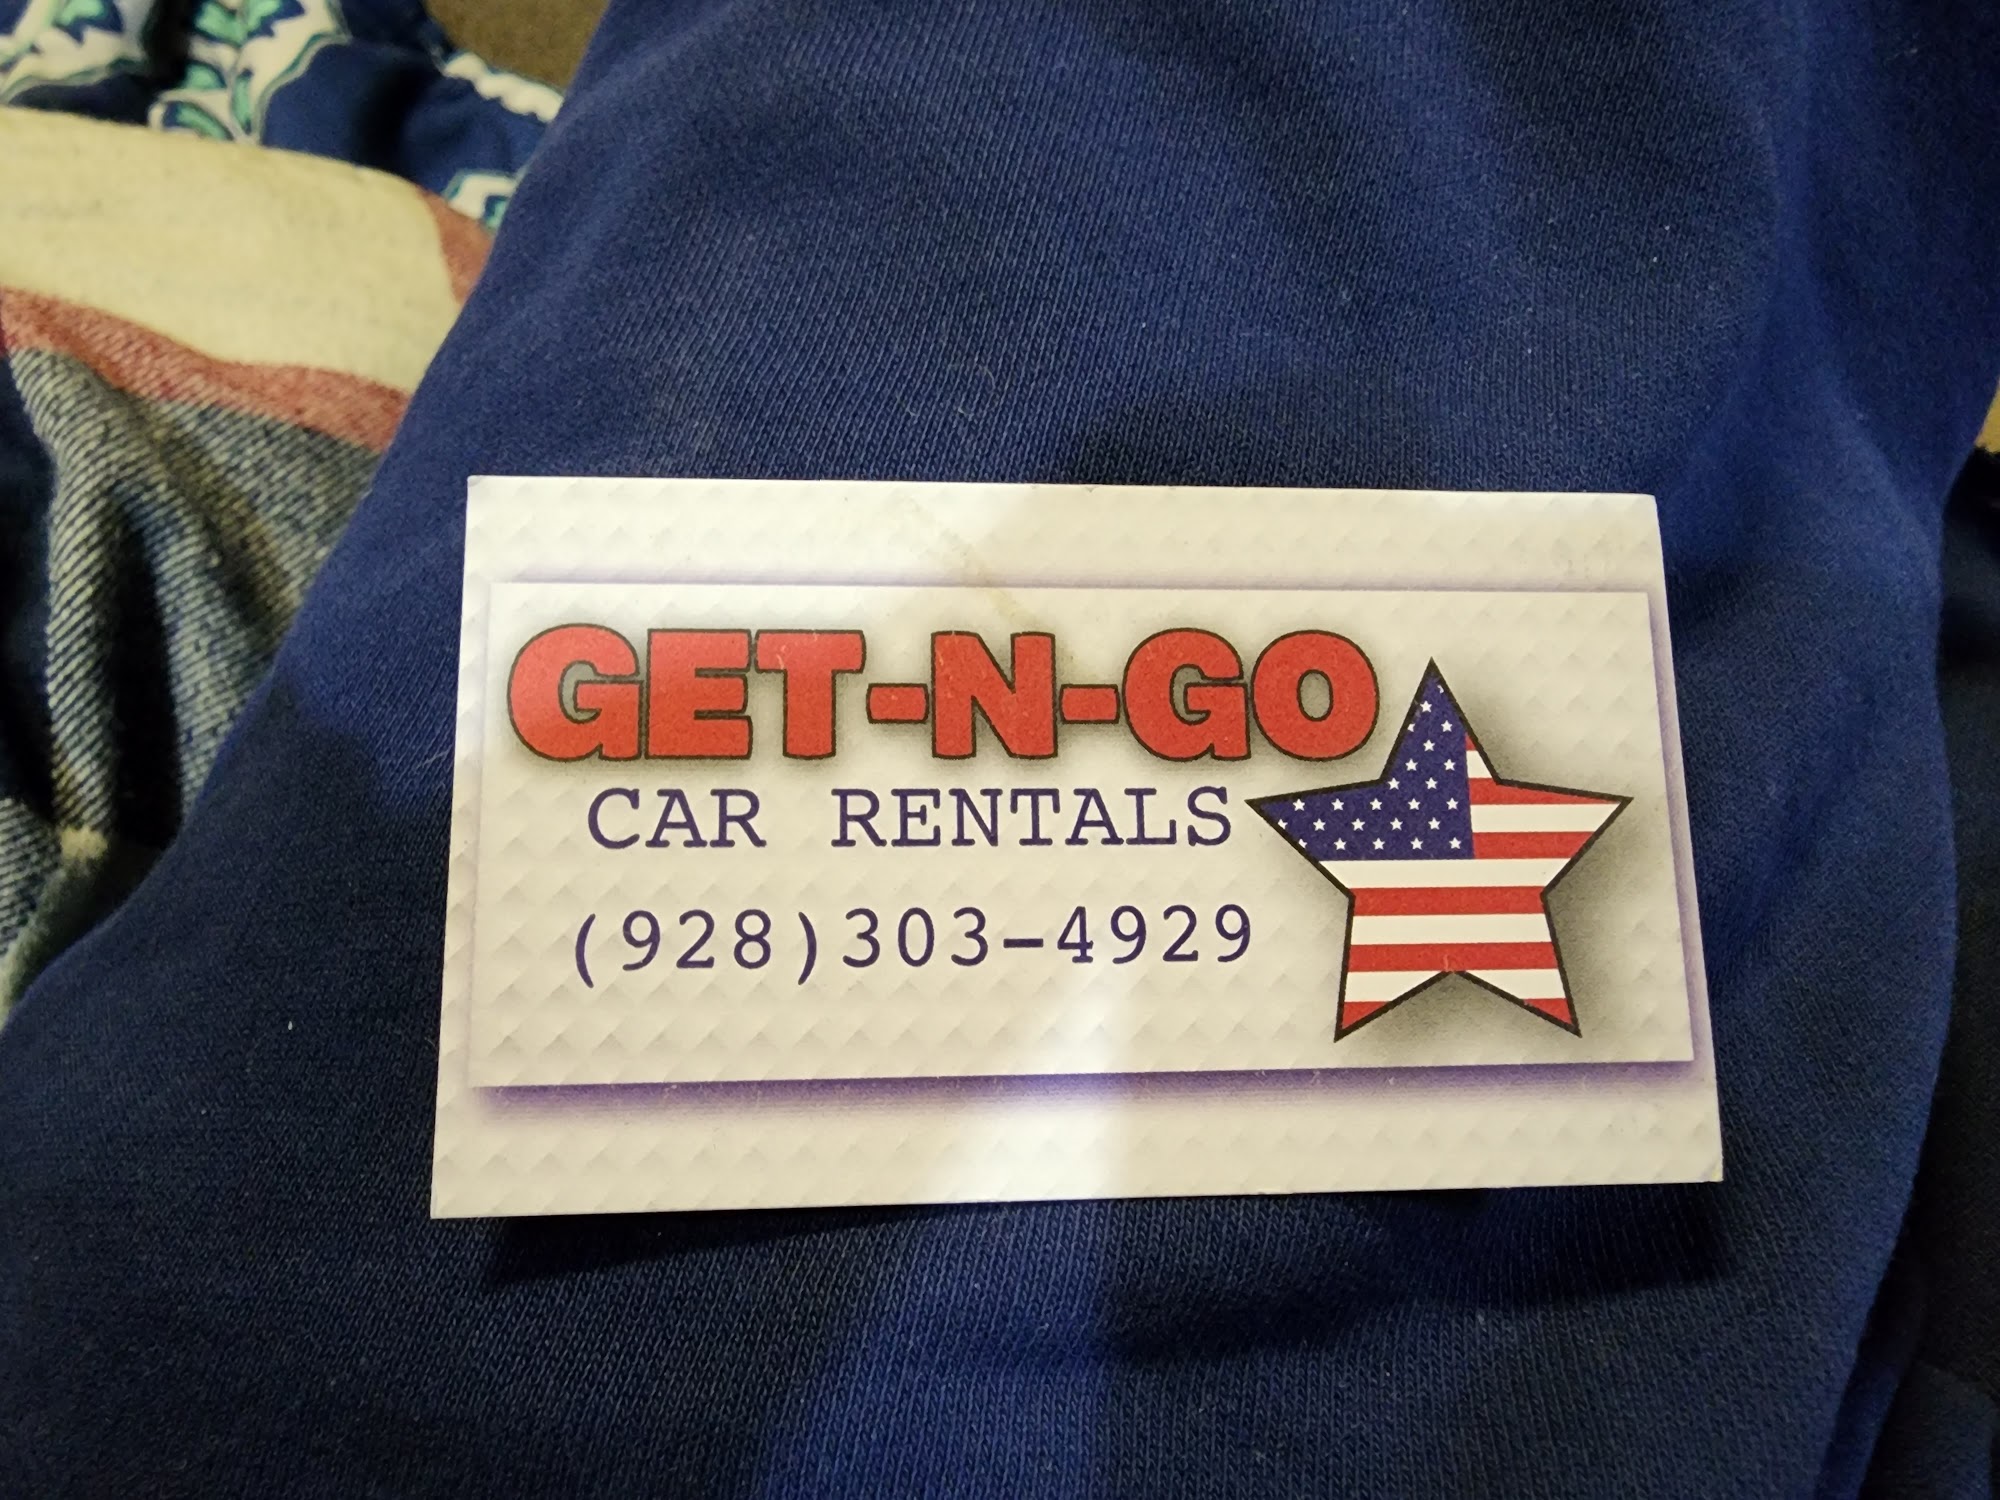 GET-N-GO
CAR RENTALS
(928)303-4929